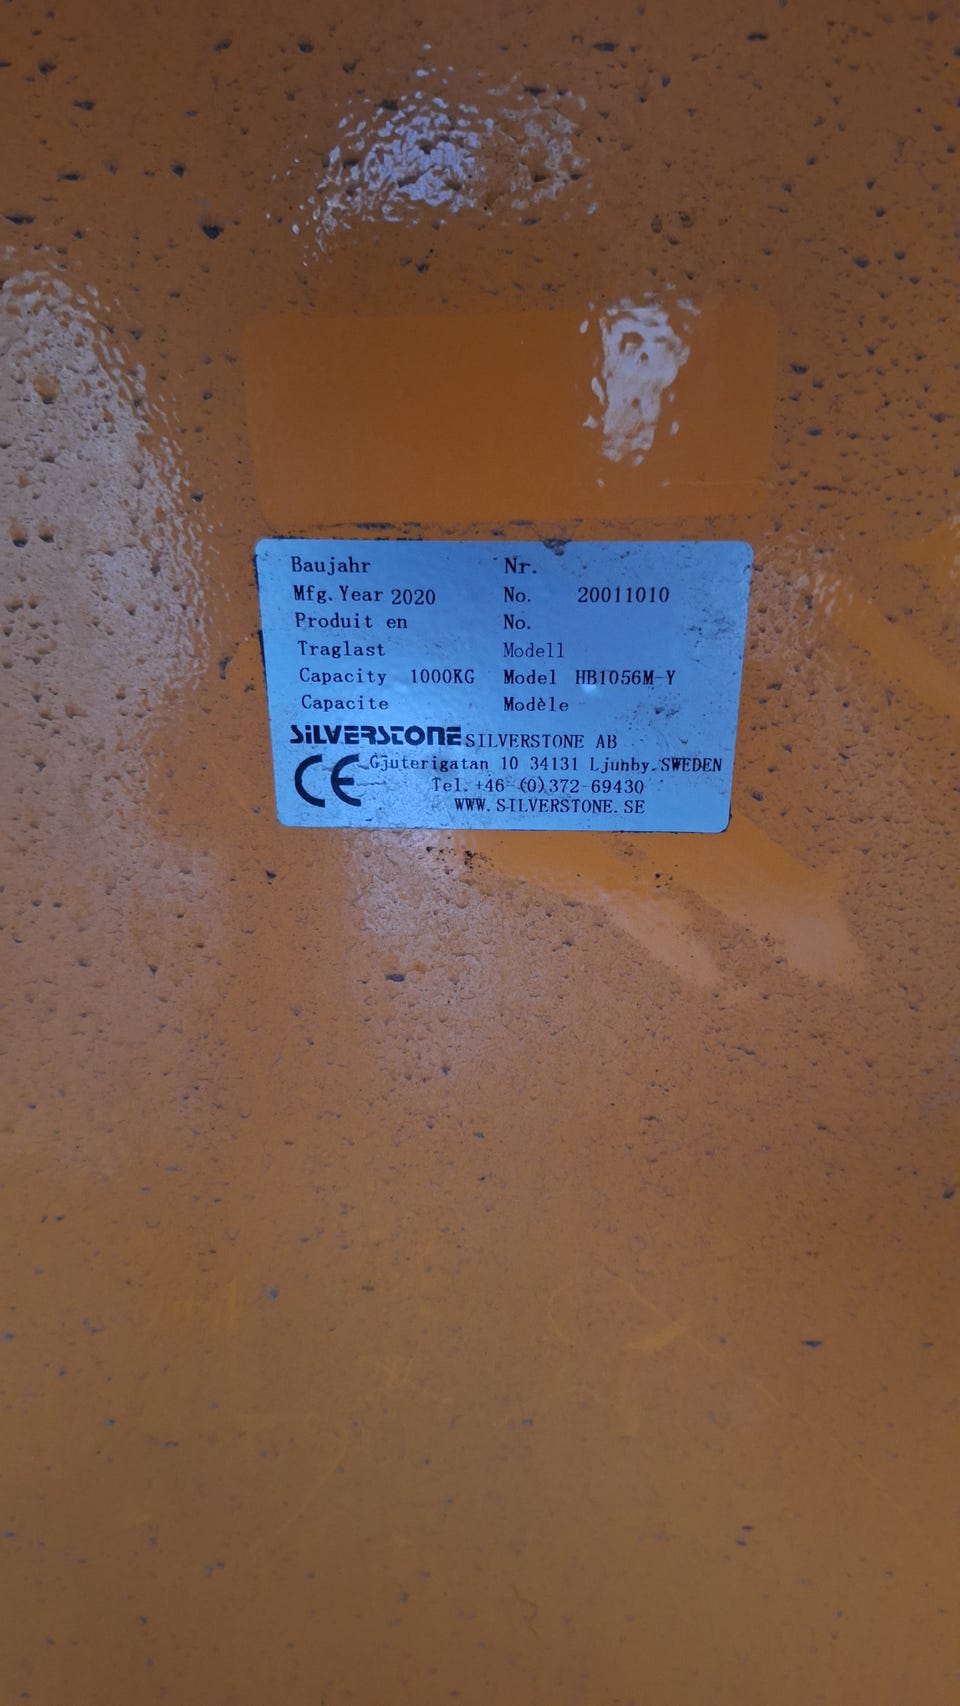 Baujahr Nr.
Mfg. Year 2020 No. 20011010
Produit en No.
Traglast Modell
Capacity 1000KG Model HB1056M-Y
Capacite Modèle
SILVERSTONE SILVERSTONE AB
CE Gjuterigatan 10 34131 Ljunby.SWEDEN
Tel. +46-(0)372-69430
WWW.SILVERSTONE.SE